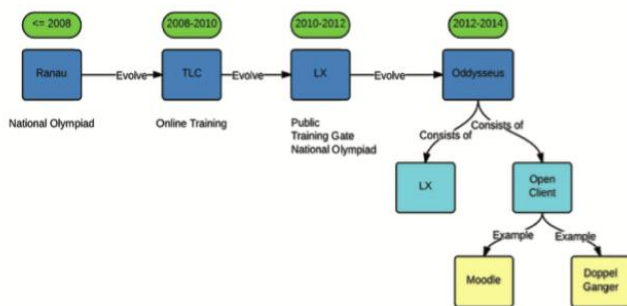 <= 2008
2008-2010
2010-2012
2012-2014
Ranau
Evolve
TLC
Evolve
LX
Evolve
Oddysseus
National Olympiad
Online Training
Public
Training Gate
National Olympiad
Consists of
Consists of
LX
Open
Client
Example
Example
Moodle
Doppel
Ganger